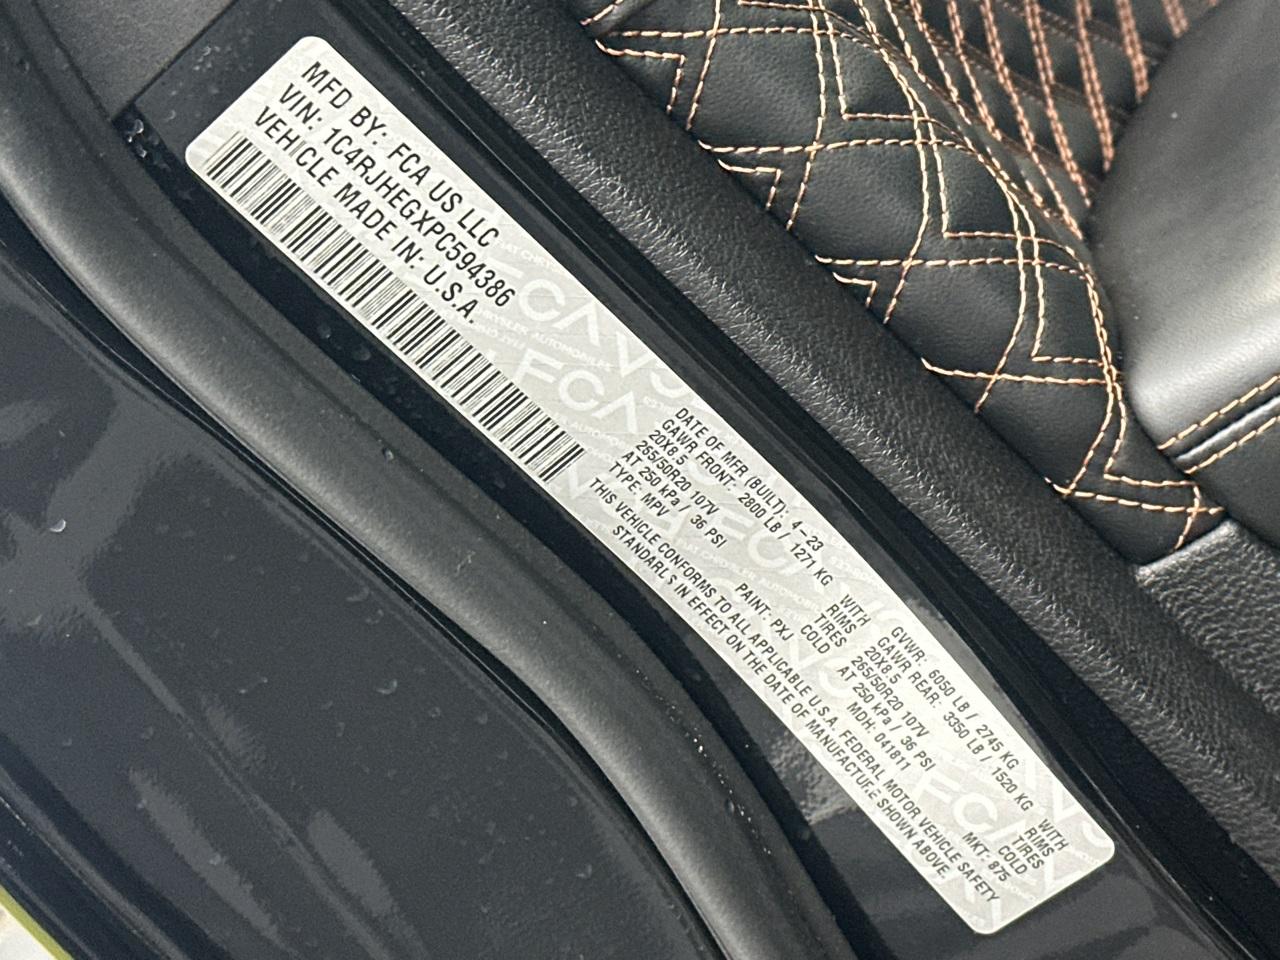 MFD BY: FCA US LLC
VIN: 1C4RJHEGXPC594386
VEHICLE MADE IN: U.S.A.
DATE OF MFR (BUILT): 4-23 GVWR: 6050 LB / 2745 KG
GAWR FRONT: 2800 LB / 1271 KG WITH GAWR REAR: 3350 LB / 1520 KG WITH
20X8.5 RIMS 20X8.5 RIMS
265/50R20 107V TIRES 265/50R20 107V TIRES
AT 250 kPa / 36 PSI COLD AT 250 kPa / 36 PSI COLD
TYPE: MPV PAINT: PXJ MDH: 041811 MKT: 875
THIS VEHICLE CONFORMS TO ALL APPLICABLE U.S.A. FEDERAL MOTOR VEHICLE SAFETY
STANDARDS IN EFFECT ON THE DATE OF MANUFACTURE SHOWN ABOVE.
FCA
FCA